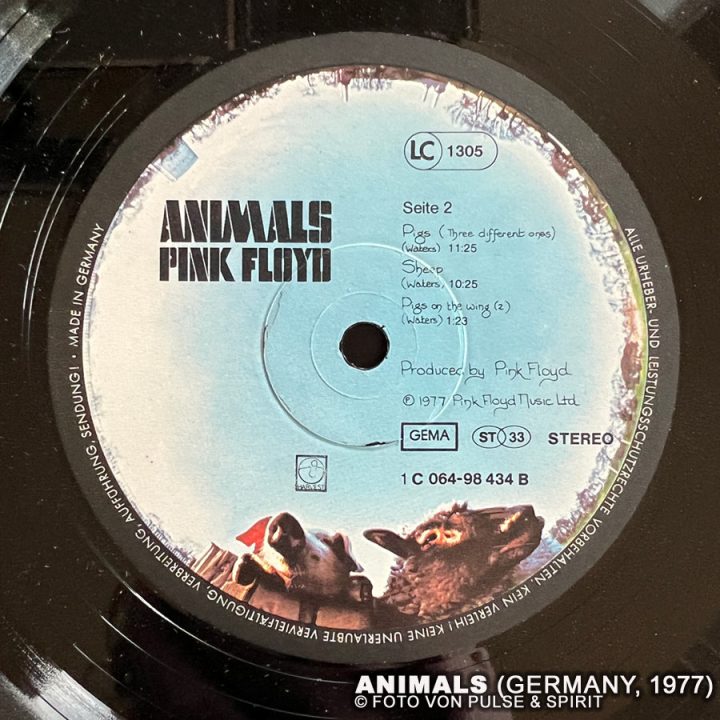 LC 1305
ANIMALS
PINK FLOYD
Seite 2
Pigs (Three different ones)
(Waters) 11:25
Sheep
(Waters) 10:25
Pigs on the wing (2)
(Waters) 1:23
Produced by Pink Floyd
℗ 1977 Pink Floyd Music Ltd.
GEMA ST 33 STEREO
1 C 064-98 434 B
HARVEST
ALLE URHEBER- UND LEISTUNGSSCHUTZRECHTE VORBEHALTEN. KEIN VERLEIH! KEINE UNERLAUBTE VERVIELFÄLTIGUNG, VERBREITUNG, AUFFÜHRUNG, SENDUNG! • MADE IN GERMANY
ANIMALS (GERMANY, 1977)
© FOTO VON PULSE & SPIRIT